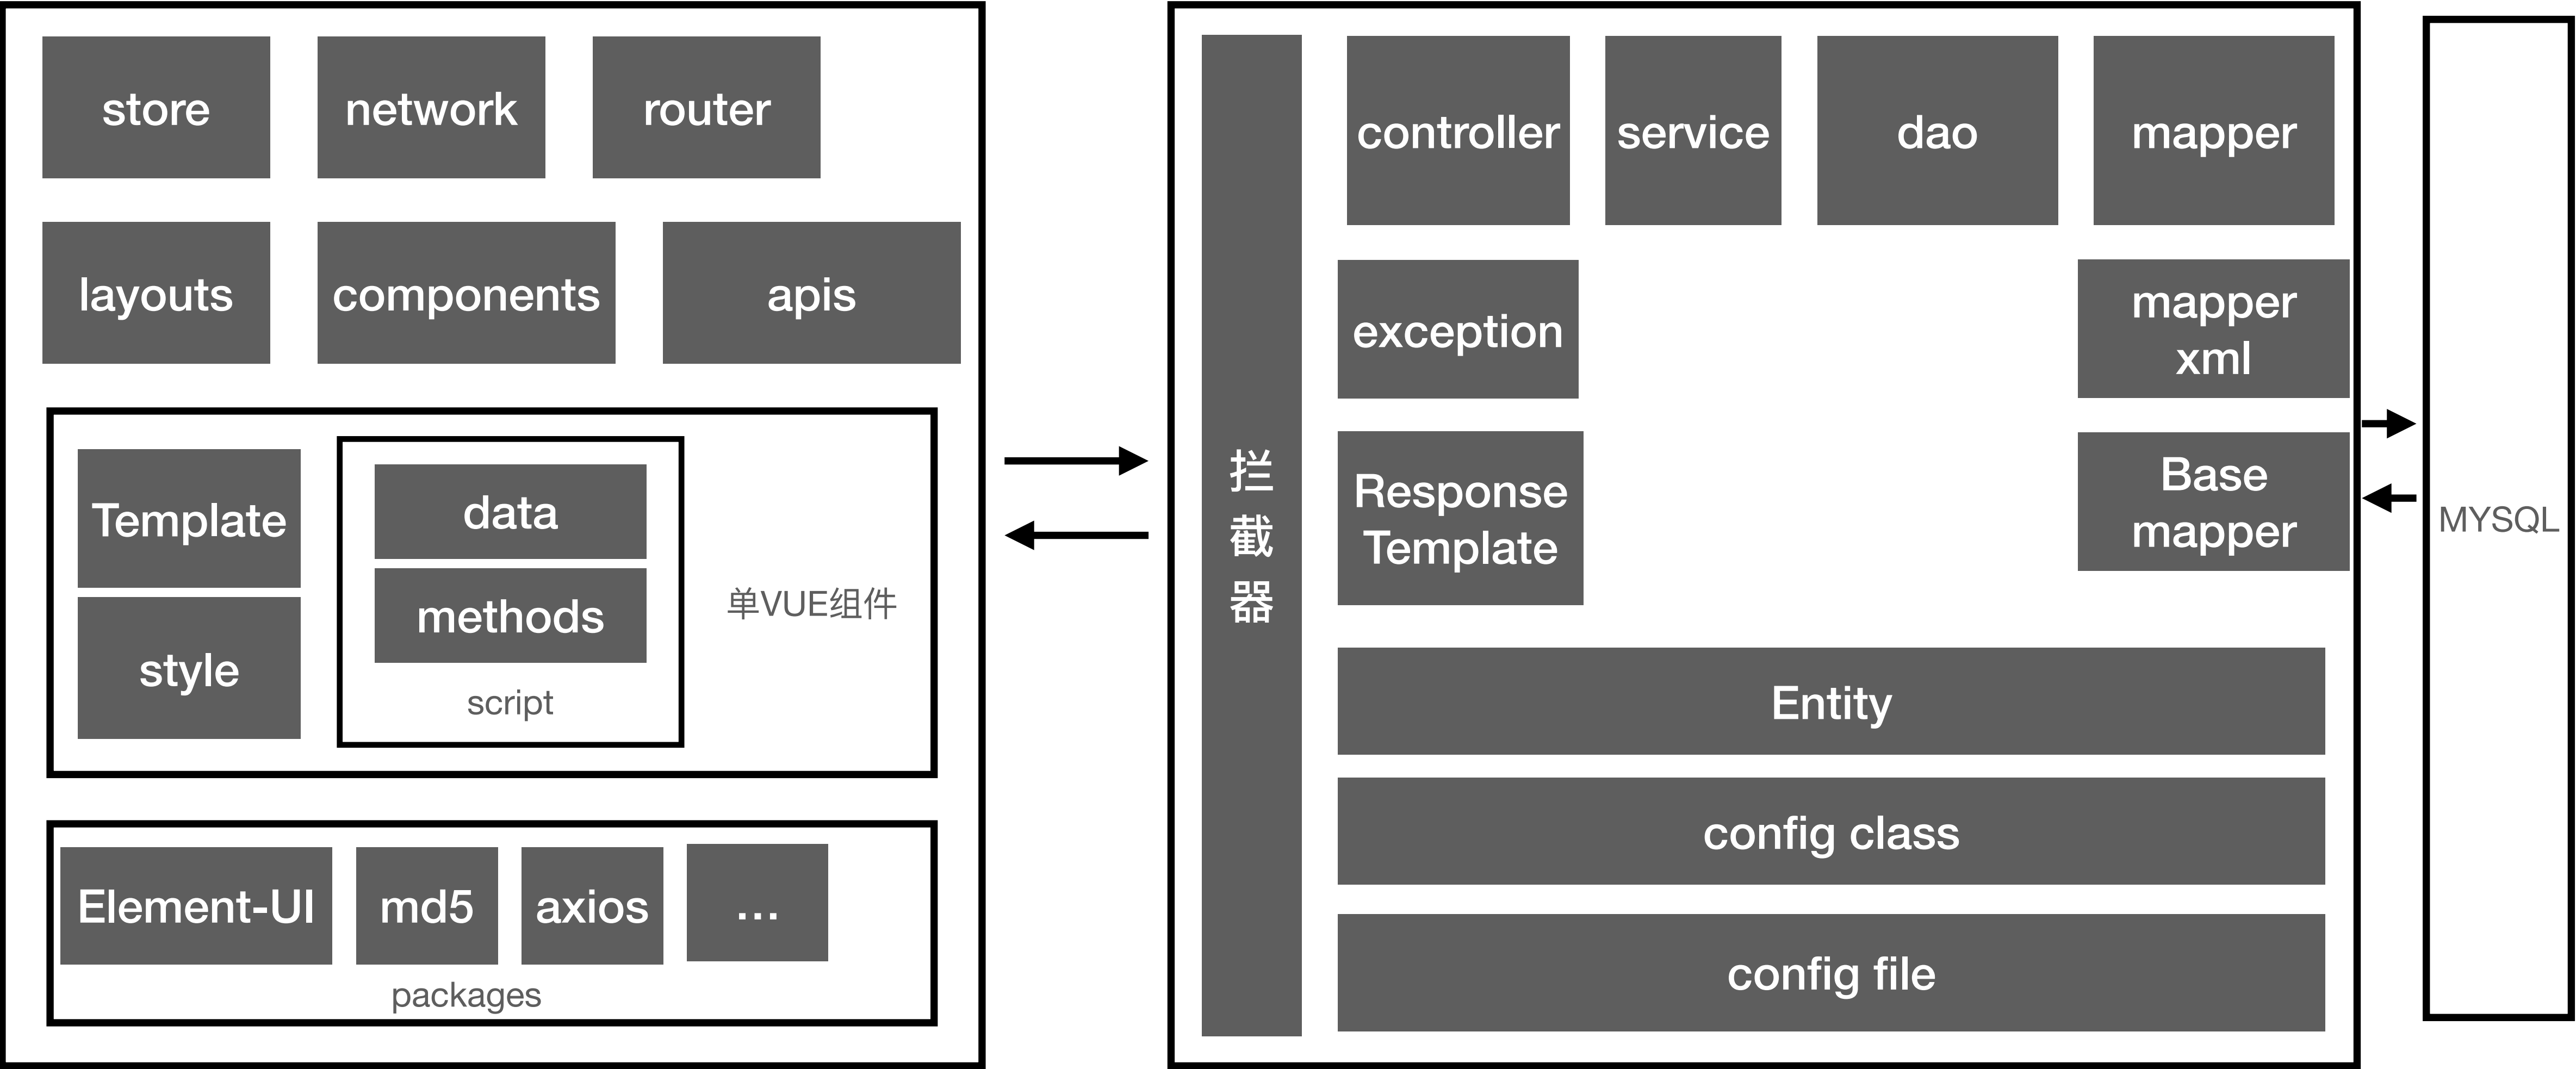 store
network
router
layouts
components
apis
Template
style
data
methods
script
单VUE组件
Element-UI
md5
axios
...
packages
拦
截
器
controller
service
dao
mapper
exception
mapper
xml
Response
Template
Base
mapper
Entity
config class
config file
MYSQL